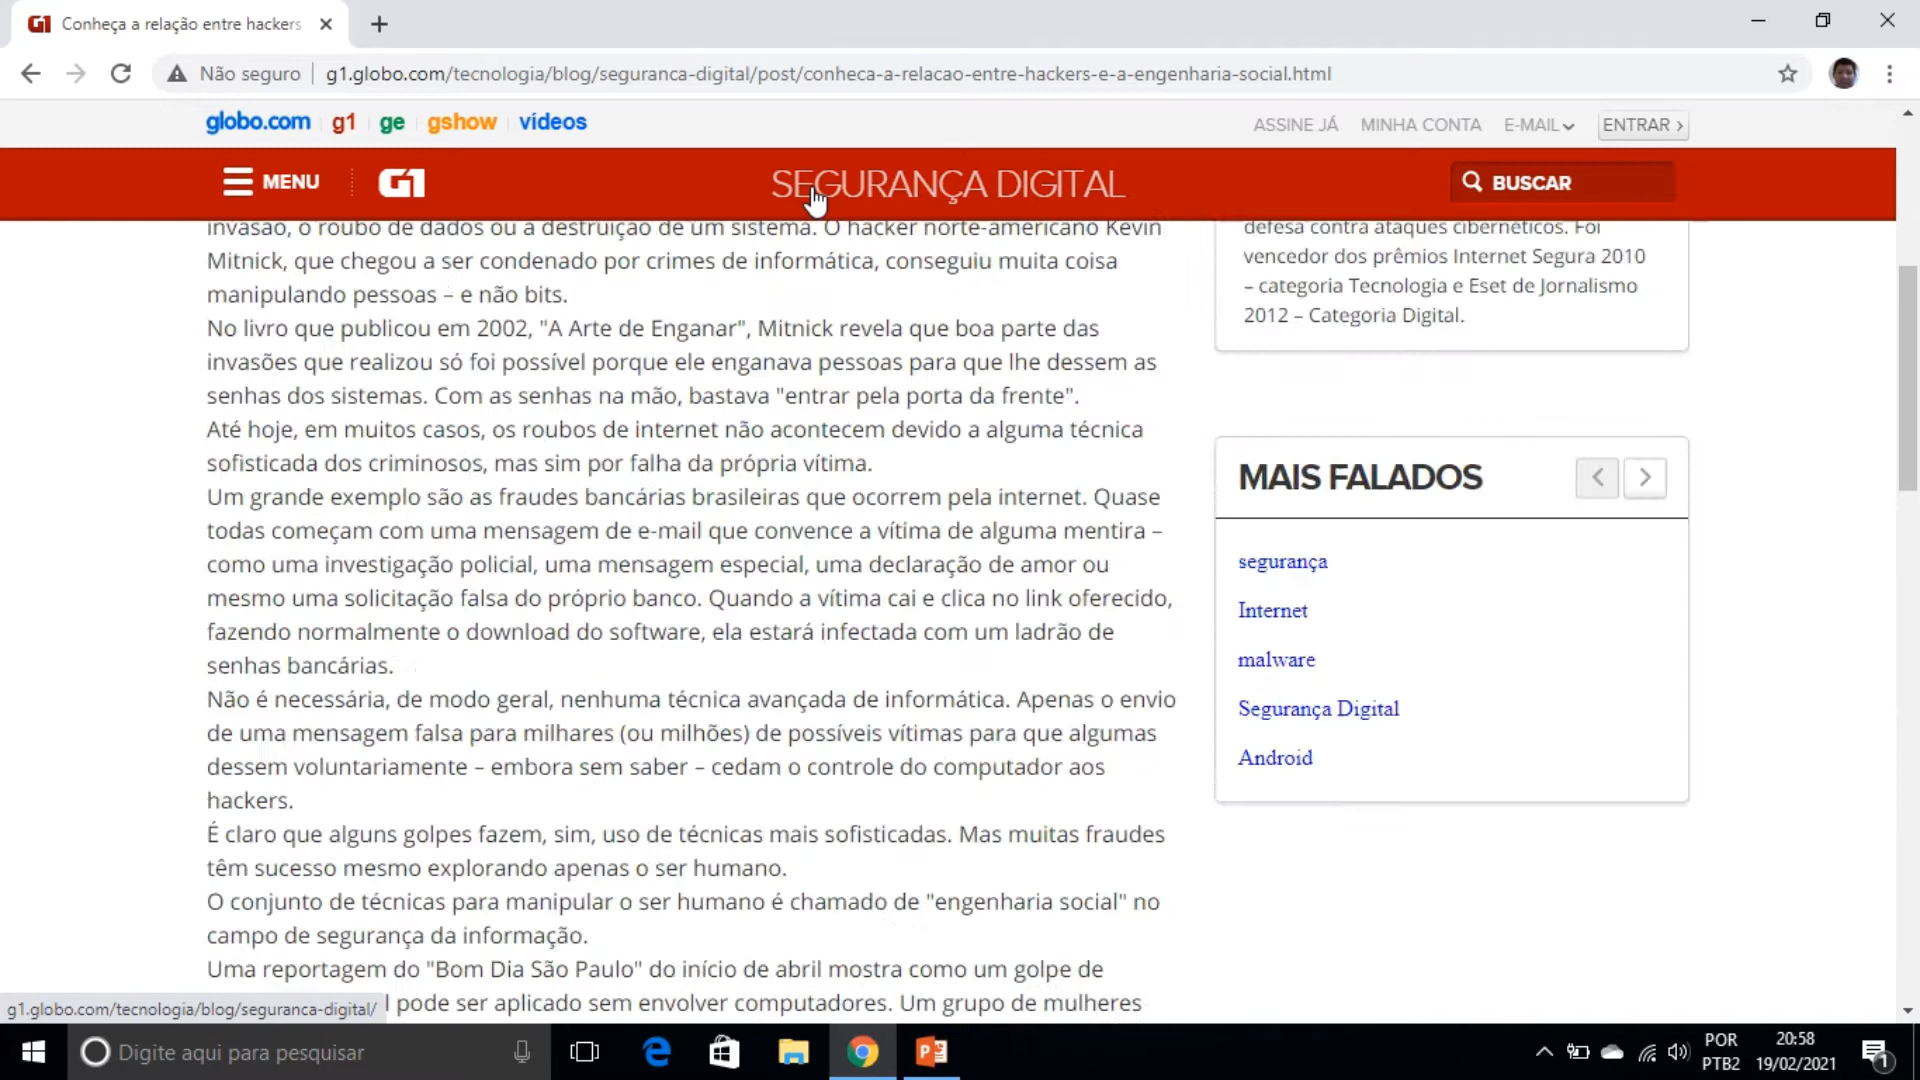 G1 Conheça a relação entre hackers
Não seguro
g1.globo.com/tecnologia/blog/seguranca-digital/post/conheca-a-relacao-entre-hackers-e-a-engenharia-social.html
globo.com g1 ge gshow vídeos
ASSINE JÁ MINHA CONTA E-MAIL ENTRAR ›
MENU G1 SEGURANÇA DIGITAL BUSCAR
invasão, o roubo de dados ou a destruição de um sistema. O hacker norte-americano Kevin
Mitnick, que chegou a ser condenado por crimes de informática, conseguiu muita coisa
manipulando pessoas – e não bits.
No livro que publicou em 2002, "A Arte de Enganar", Mitnick revela que boa parte das
invasões que realizou só foi possível porque ele enganava pessoas para que lhe dessem as
senhas dos sistemas. Com as senhas na mão, bastava "entrar pela porta da frente".
Até hoje, em muitos casos, os roubos de internet não acontecem devido a alguma técnica
sofisticada dos criminosos, mas sim por falha da própria vítima.
Um grande exemplo são as fraudes bancárias brasileiras que ocorrem pela internet. Quase
todas começam com uma mensagem de e-mail que convence a vítima de alguma mentira –
como uma investigação policial, uma mensagem especial, uma declaração de amor ou
mesmo uma solicitação falsa do próprio banco. Quando a vítima cai e clica no link oferecido,
fazendo normalmente o download do software, ela estará infectada com um ladrão de
senhas bancárias.
Não é necessária, de modo geral, nenhuma técnica avançada de informática. Apenas o envio
de uma mensagem falsa para milhares (ou milhões) de possíveis vítimas para que algumas
dessem voluntariamente – embora sem saber – cedam o controle do computador aos
hackers.
É claro que alguns golpes fazem, sim, uso de técnicas mais sofisticadas. Mas muitas fraudes
têm sucesso mesmo explorando apenas o ser humano.
O conjunto de técnicas para manipular o ser humano é chamado de "engenharia social" no
campo de segurança da informação.
Uma reportagem do "Bom Dia São Paulo" do início de abril mostra como um golpe de
l pode ser aplicado sem envolver computadores. Um grupo de mulheres
defesa contra ataques cibernéticos. Foi
vencedor dos prêmios Internet Segura 2010
– categoria Tecnologia e Eset de Jornalismo
2012 – Categoria Digital.
MAIS FALADOS
segurança
Internet
malware
Segurança Digital
Android
g1.globo.com/tecnologia/blog/seguranca-digital/
Digite aqui para pesquisar
POR
PTB2
20:58
19/02/2021
1